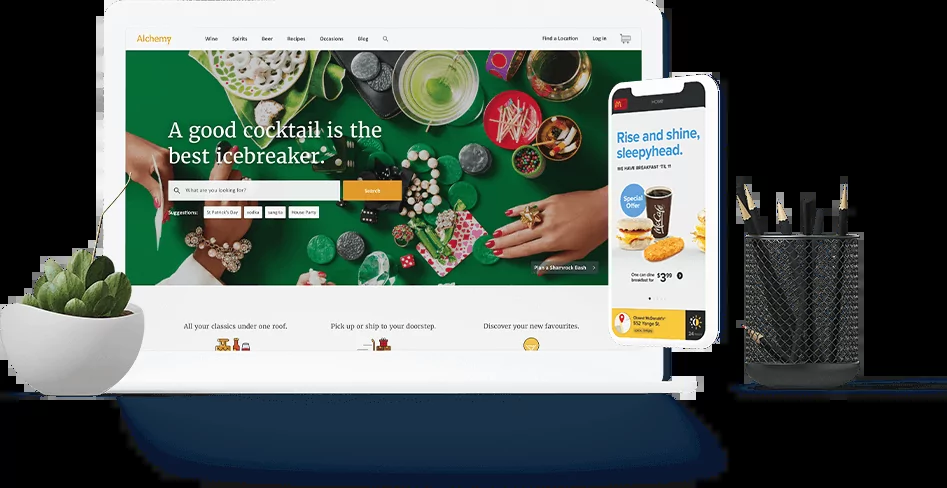 Alchemy
Wine
Spirits
Beer
Recipes
Occasions
Blog
Find a Location
Log In
A good cocktail is the
best icebreaker.
What are you looking for?
Search
Suggestions:
St Patrick's Day
vodka
sangria
House Party
Plan a Shamrock Bash
All your classics under one roof.
Pick up or ship to your doorstep.
Discover your new favourites.
HOME
Rise and shine,
sleepyhead.
WE HAVE BREAKFAST 'TIL 11
Special
Offer
McCafé
One can dine
breakfast for
$3.99
Closest McDonald's®
552 Yonge St.